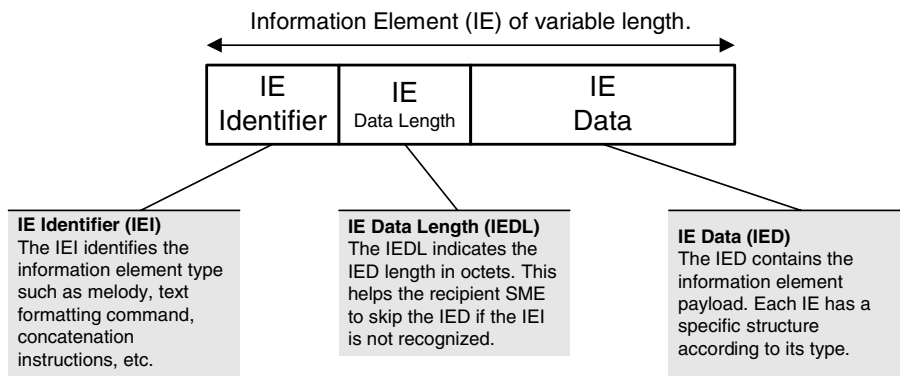 Information Element (IE) of variable length.
IE
Identifier
IE
Data Length
IE
Data
IE Identifier (IEI)
The IEI identifies the
information element type
such as melody, text
formatting command,
concatenation
instructions, etc.
IE Data Length (IEDL)
The IEDL indicates the
IED length in octets. This
helps the recipient SME
to skip the IED if the IEI
is not recognized.
IE Data (IED)
The IED contains the
information element
payload. Each IE has a
specific structure
according to its type.